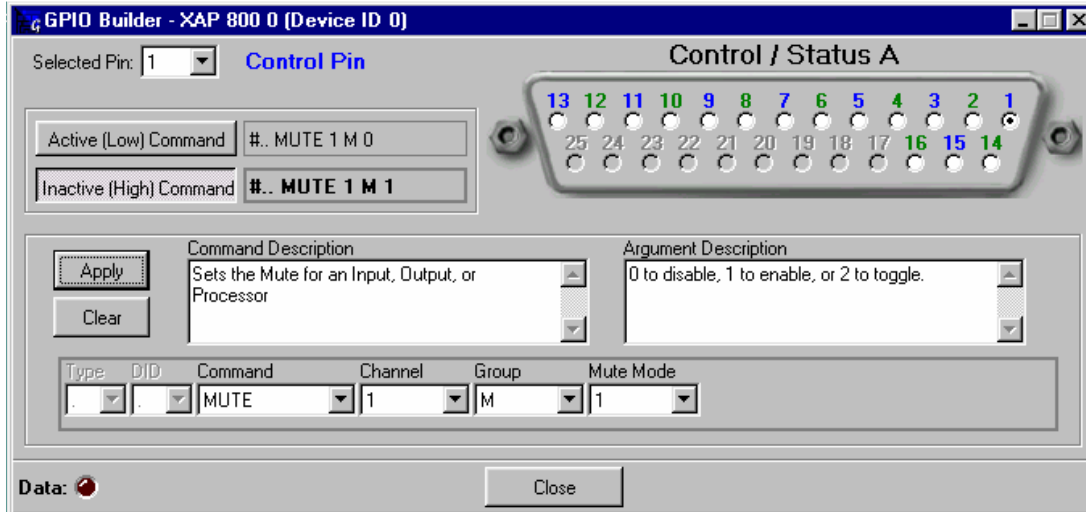 GPIO Builder - XAP 800 0 (Device ID 0)
Selected Pin: 1
Control Pin
Control / Status A
13 12 11 10 9 8 7 6 5 4 3 2 1
25 24 23 22 21 20 19 18 17 16 15 14
Active (Low) Command
#.. MUTE 1 M 0
Inactive (High) Command
#.. MUTE 1 M 1
Apply
Clear
Command Description
Sets the Mute for an Input, Output, or
Processor
Argument Description
0 to disable, 1 to enable, or 2 to toggle.
Type DID Command Channel Group Mute Mode
. . MUTE 1 M 1
Data:
Close